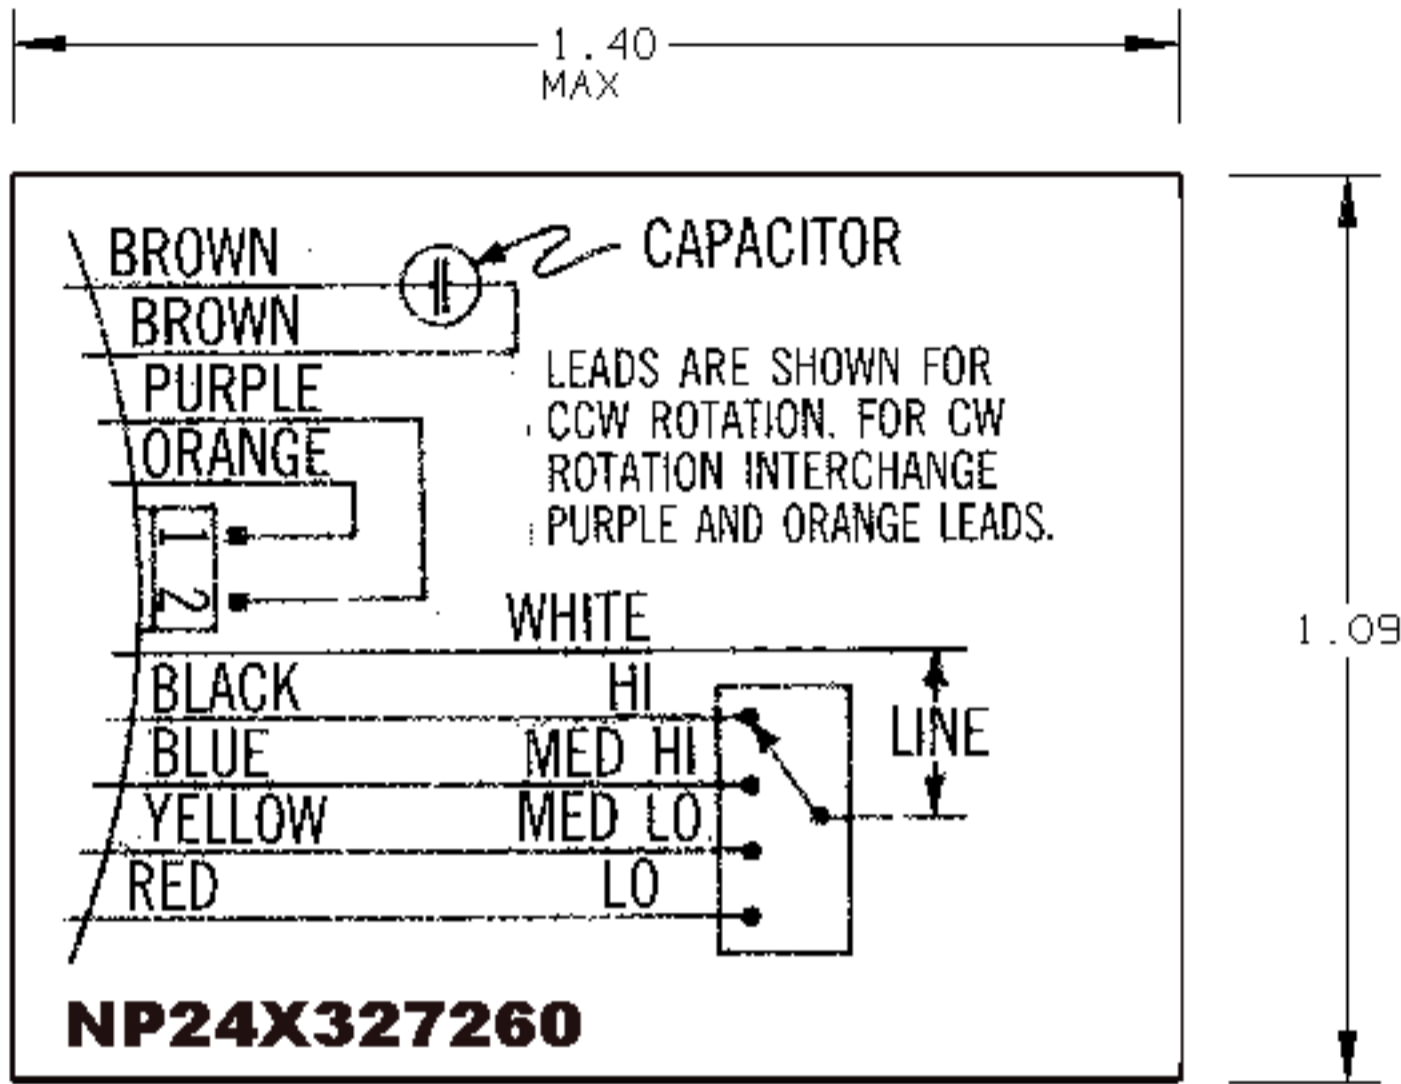 1.40
MAX
BROWN
CAPACITOR
BROWN
LEADS ARE SHOWN FOR
CCW ROTATION. FOR CW
ROTATION INTERCHANGE
PURPLE AND ORANGE LEADS.
PURPLE
ORANGE
1
2
WHITE
BLACK HI
BLUE MED HI
YELLOW MED LO
RED LO
LINE
1.09
NP24X327260